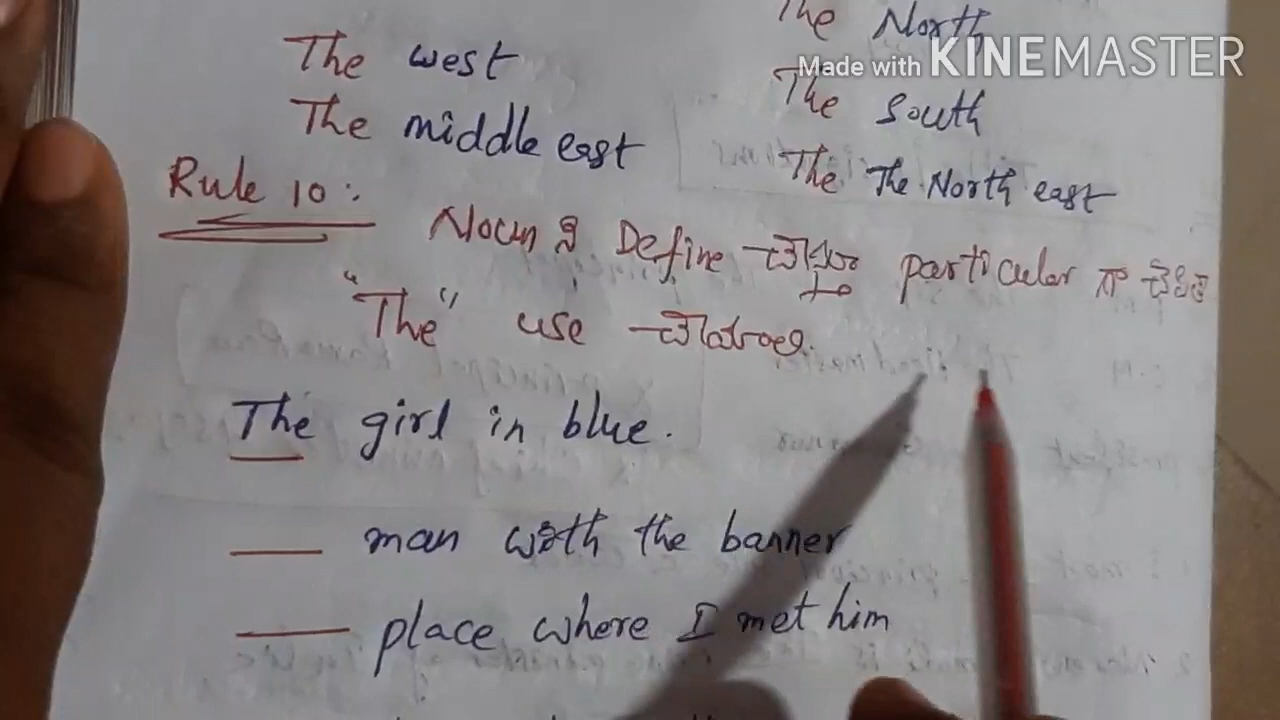 The North
The west
Made with KINEMASTER
The south
The middle east
The The North east
Rule 10:
Noun ని Define particular గా
"The" use
The girl in blue.
___ man with the banner
___ place where I met him